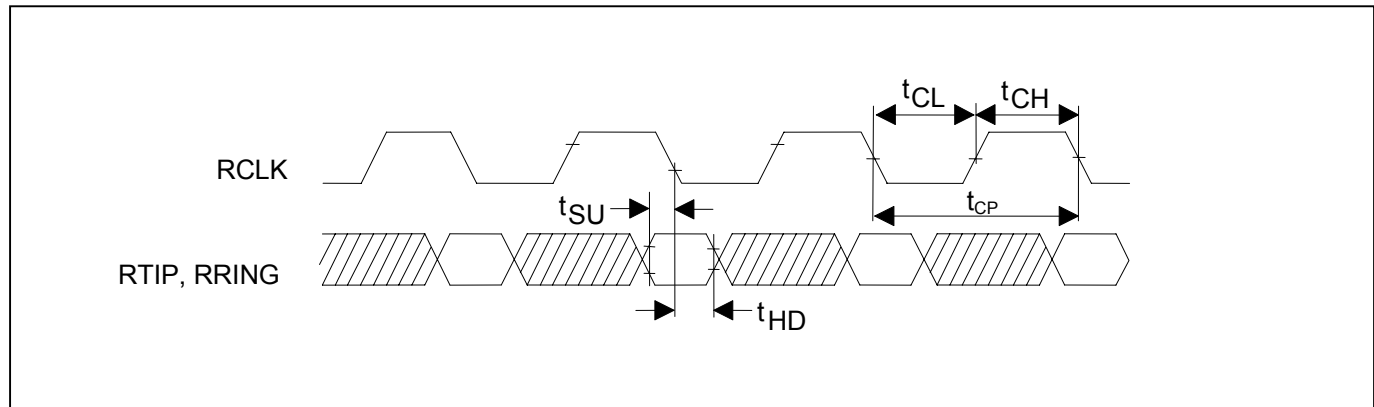 tCL
tCH
RCLK
tSU
tCP
RTIP, RRING
tHD